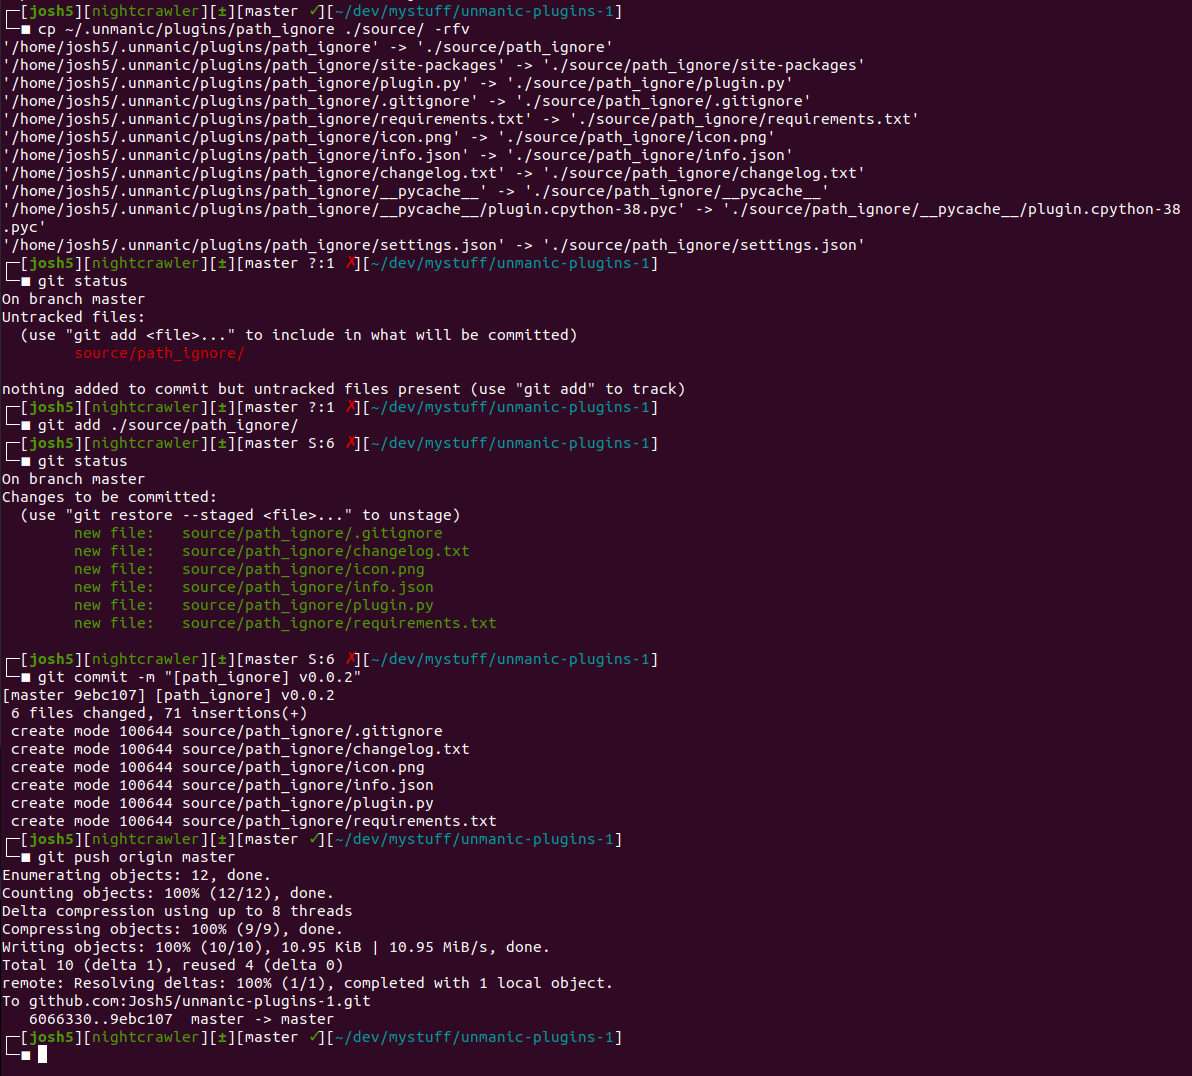 ┌─[josh5][nightcrawler][±][master ✓][~/dev/mystuff/unmanic-plugins-1]
└─■ cp ~/.unmanic/plugins/path_ignore ./source/ -rfv
'/home/josh5/.unmanic/plugins/path_ignore' -> './source/path_ignore'
'/home/josh5/.unmanic/plugins/path_ignore/site-packages' -> './source/path_ignore/site-packages'
'/home/josh5/.unmanic/plugins/path_ignore/plugin.py' -> './source/path_ignore/plugin.py'
'/home/josh5/.unmanic/plugins/path_ignore/.gitignore' -> './source/path_ignore/.gitignore'
'/home/josh5/.unmanic/plugins/path_ignore/requirements.txt' -> './source/path_ignore/requirements.txt'
'/home/josh5/.unmanic/plugins/path_ignore/icon.png' -> './source/path_ignore/icon.png'
'/home/josh5/.unmanic/plugins/path_ignore/info.json' -> './source/path_ignore/info.json'
'/home/josh5/.unmanic/plugins/path_ignore/changelog.txt' -> './source/path_ignore/changelog.txt'
'/home/josh5/.unmanic/plugins/path_ignore/__pycache__' -> './source/path_ignore/__pycache__'
'/home/josh5/.unmanic/plugins/path_ignore/__pycache__/plugin.cpython-38.pyc' -> './source/path_ignore/__pycache__/plugin.cpython-38
.pyc'
'/home/josh5/.unmanic/plugins/path_ignore/settings.json' -> './source/path_ignore/settings.json'
┌─[josh5][nightcrawler][±][master ?:1 ✗][~/dev/mystuff/unmanic-plugins-1]
└─■ git status
On branch master
Untracked files:
  (use "git add <file>..." to include in what will be committed)
        source/path_ignore/

nothing added to commit but untracked files present (use "git add" to track)
┌─[josh5][nightcrawler][±][master ?:1 ✗][~/dev/mystuff/unmanic-plugins-1]
└─■ git add ./source/path_ignore/
┌─[josh5][nightcrawler][±][master S:6 ✗][~/dev/mystuff/unmanic-plugins-1]
└─■ git status
On branch master
Changes to be committed:
  (use "git restore --staged <file>..." to unstage)
        new file:   source/path_ignore/.gitignore
        new file:   source/path_ignore/changelog.txt
        new file:   source/path_ignore/icon.png
        new file:   source/path_ignore/info.json
        new file:   source/path_ignore/plugin.py
        new file:   source/path_ignore/requirements.txt

┌─[josh5][nightcrawler][±][master S:6 ✗][~/dev/mystuff/unmanic-plugins-1]
└─■ git commit -m "[path_ignore] v0.0.2"
[master 9ebc107] [path_ignore] v0.0.2
 6 files changed, 71 insertions(+)
 create mode 100644 source/path_ignore/.gitignore
 create mode 100644 source/path_ignore/changelog.txt
 create mode 100644 source/path_ignore/icon.png
 create mode 100644 source/path_ignore/info.json
 create mode 100644 source/path_ignore/plugin.py
 create mode 100644 source/path_ignore/requirements.txt
┌─[josh5][nightcrawler][±][master ✓][~/dev/mystuff/unmanic-plugins-1]
└─■ git push origin master
Enumerating objects: 12, done.
Counting objects: 100% (12/12), done.
Delta compression using up to 8 threads
Compressing objects: 100% (9/9), done.
Writing objects: 100% (10/10), 10.95 KiB | 10.95 MiB/s, done.
Total 10 (delta 1), reused 4 (delta 0)
remote: Resolving deltas: 100% (1/1), completed with 1 local object.
To github.com:Josh5/unmanic-plugins-1.git
   6066330..9ebc107  master -> master
┌─[josh5][nightcrawler][±][master ✓][~/dev/mystuff/unmanic-plugins-1]
└─■